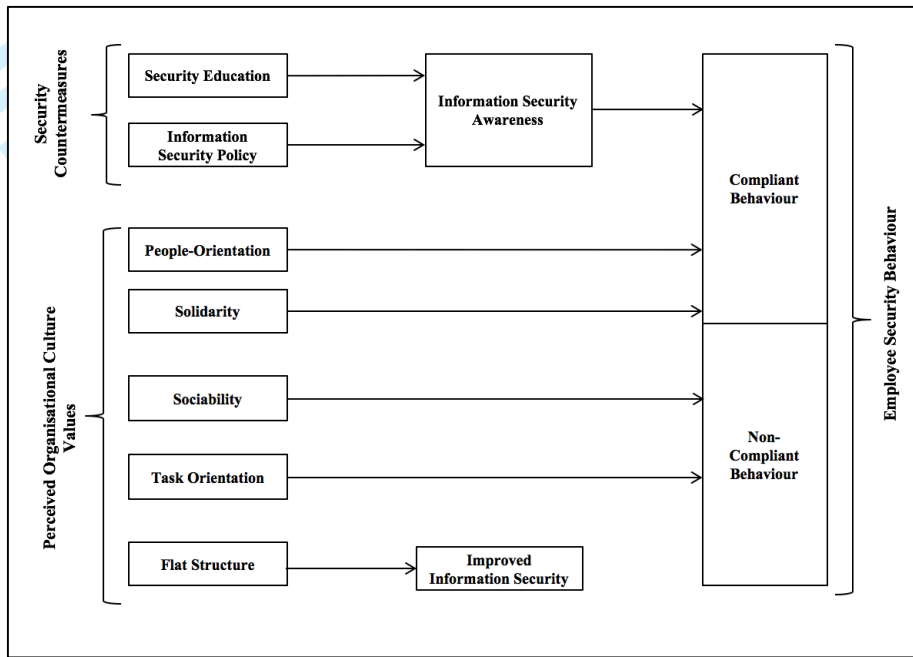 Security
Countermeasures
Security Education
Information
Security Policy
Information Security
Awareness
Compliant
Behaviour
Perceived Organisational Culture
Values
People-Orientation
Solidarity
Sociability
Task Orientation
Flat Structure
Improved
Information Security
Non-
Compliant
Behaviour
Employee Security Behaviour